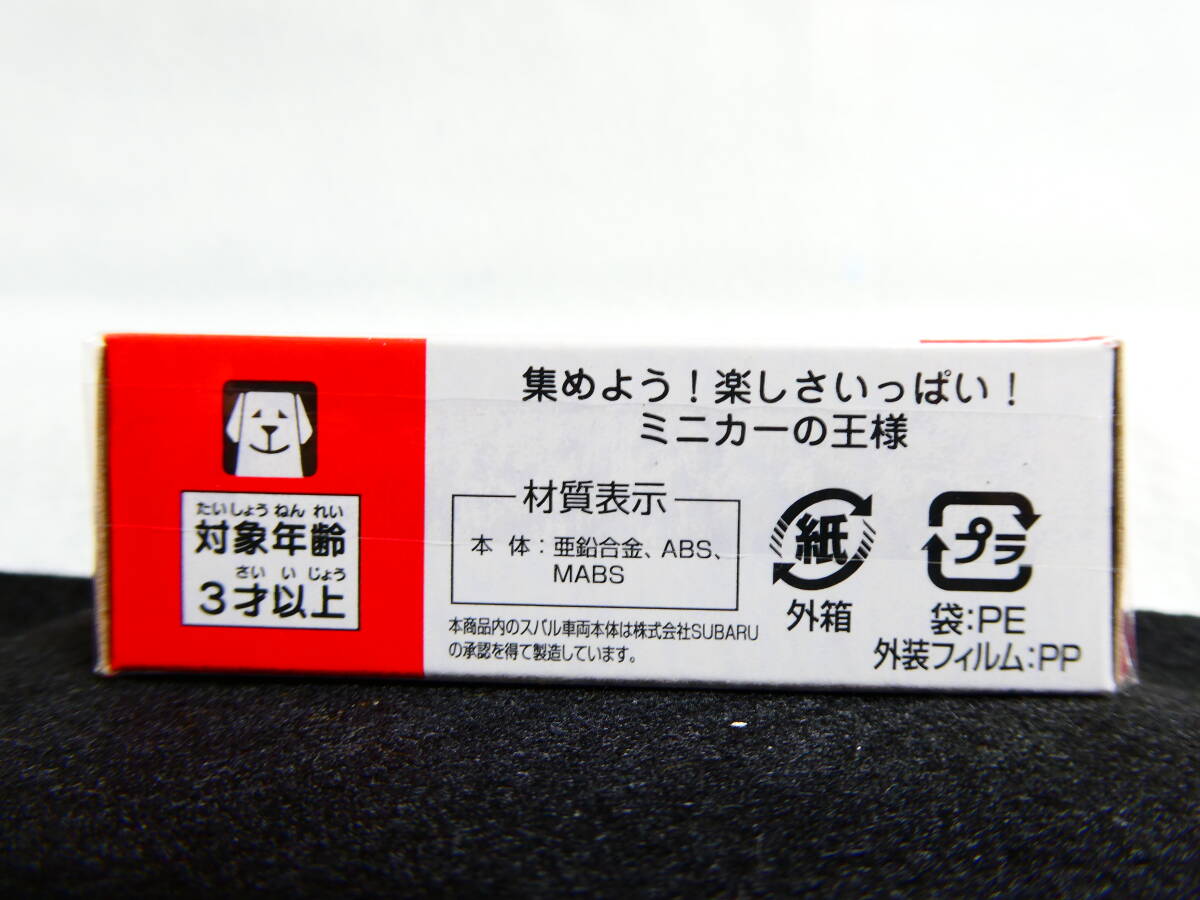 たいしょう ねん れい
対象年齢
さい い じょう
3才以上
集めよう！楽しさいっぱい！
ミニカーの王様
材質表示
本 体：亜鉛合金、ABS、
MABS
本商品内のスバル車両本体は株式会社SUBARU
の承認を得て製造しています。
紙
外箱
プラ
袋：PE
外装フィルム：PP